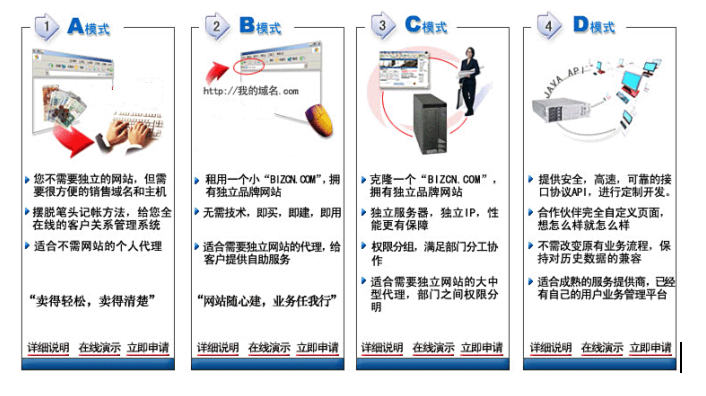 1 A模式
您不需要独立的网站，但需
要很方便的销售域名和主机
摆脱笔头记帐方法，给您全
在线的客户关系管理系统
适合不需网站的个人代理
“卖得轻松，卖得清楚”
详细说明 在线演示 立即申请
2 B模式
http://我的域名.com
租用一个小“BIZCN.COM”，拥
有独立品牌网站
无需技术，即买，即建，即用
适合需要独立网站的代理，给
客户提供自助服务
“网站随心建，业务任我行”
详细说明 在线演示 立即申请
3 C模式
克隆一个“BIZCN.COM”，
拥有独立品牌网站
独立服务器，独立IP，性
能更有保障
权限分组，满足部门分工协
作
适合需要独立网站的大中
型代理，部门之间权限分
明
详细说明 在线演示 立即申请
4 D模式
JAVA API
提供安全，高速，可靠的接
口协议API，进行定制开发。
合作伙伴完全自定义页面，
想怎么样就怎么样
不需改变原有业务流程，保
持对历史数据的兼容
适合成熟的服务提供商，已经
有自己的用户业务管理平台
详细说明 在线演示 立即申请